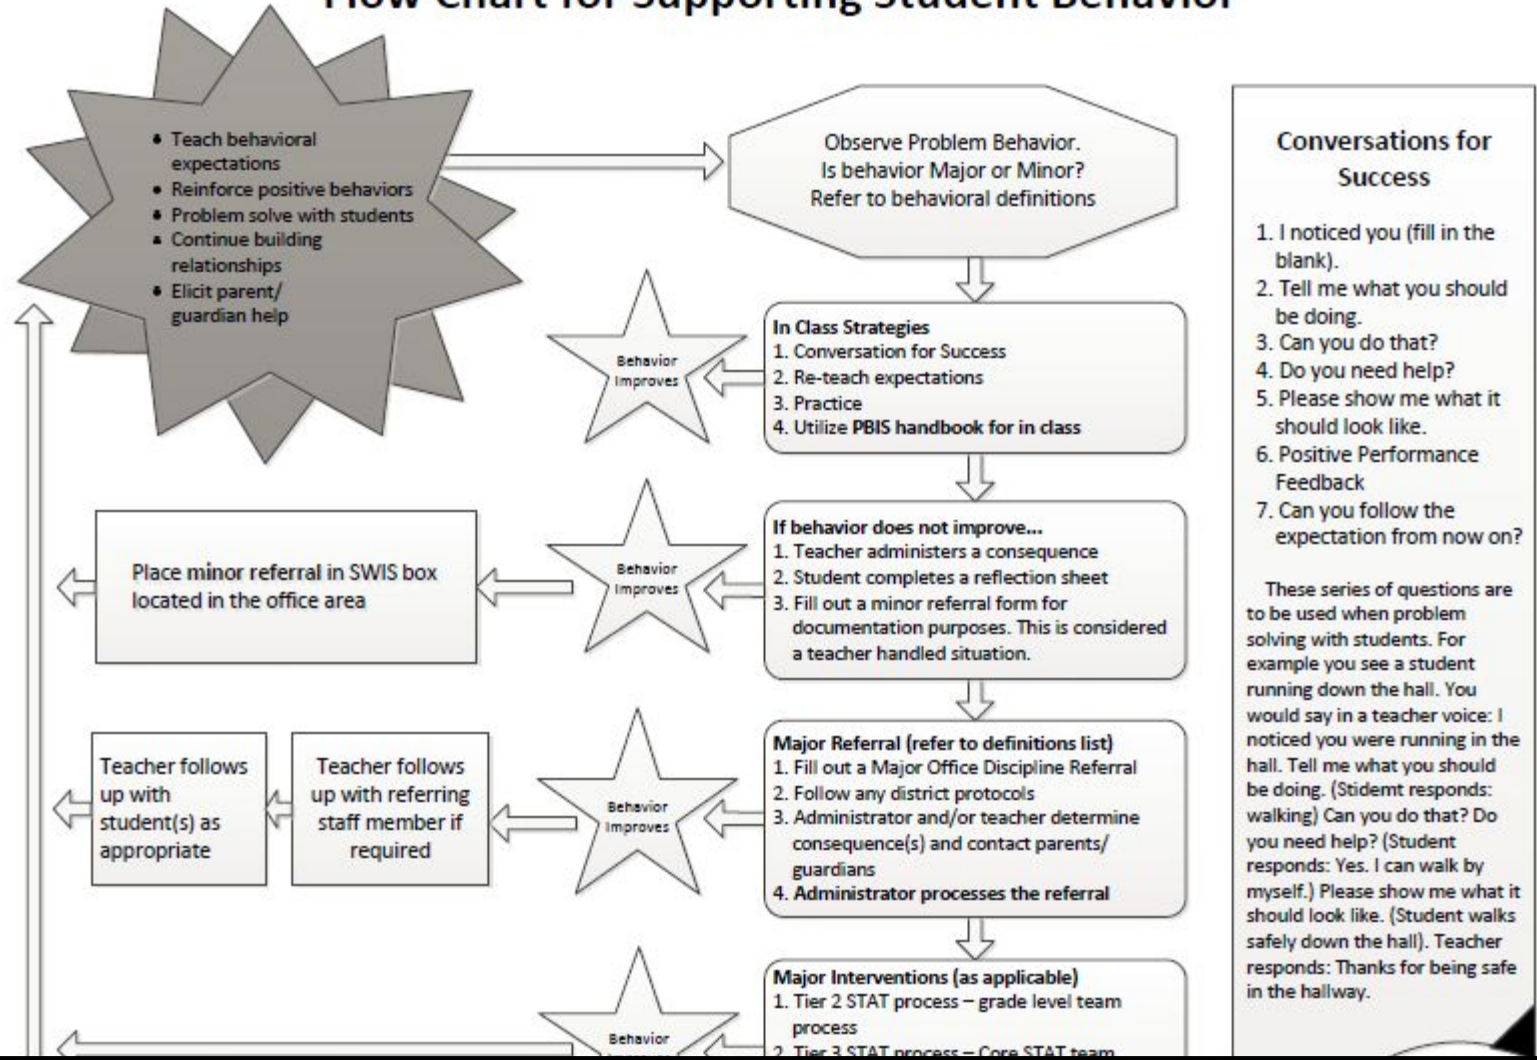 Flow Chart for Supporting Student Behavior
• Teach behavioral
expectations
• Reinforce positive behaviors
• Problem solve with students
• Continue building
relationships
• Elicit parent/
guardian help
Observe Problem Behavior.
Is behavior Major or Minor?
Refer to behavioral definitions
In Class Strategies
1. Conversation for Success
2. Re-teach expectations
3. Practice
4. Utilize PBIS handbook for in class
Behavior
Improves
If behavior does not improve...
1. Teacher administers a consequence
2. Student completes a reflection sheet
3. Fill out a minor referral form for
documentation purposes. This is considered
a teacher handled situation.
Behavior
Improves
Place minor referral in SWIS box
located in the office area
Major Referral (refer to definitions list)
1. Fill out a Major Office Discipline Referral
2. Follow any district protocols
3. Administrator and/or teacher determine
consequence(s) and contact parents/
guardians
4. Administrator processes the referral
Behavior
Improves
Teacher follows
up with referring
staff member if
required
Teacher follows
up with
student(s) as
appropriate
Major Interventions (as applicable)
1. Tier 2 STAT process – grade level team
process
2. Tier 3 STAT process – Core STAT team
Behavior
Conversations for
Success
1. I noticed you (fill in the
blank).
2. Tell me what you should
be doing.
3. Can you do that?
4. Do you need help?
5. Please show me what it
should look like.
6. Positive Performance
Feedback
7. Can you follow the
expectation from now on?
These series of questions are
to be used when problem
solving with students. For
example you see a student
running down the hall. You
would say in a teacher voice: I
noticed you were running in the
hall. Tell me what you should
be doing. (Stidemt responds:
walking) Can you do that? Do
you need help? (Student
responds: Yes. I can walk by
myself.) Please show me what it
should look like. (Student walks
safely down the hall). Teacher
responds: Thanks for being safe
in the hallway.